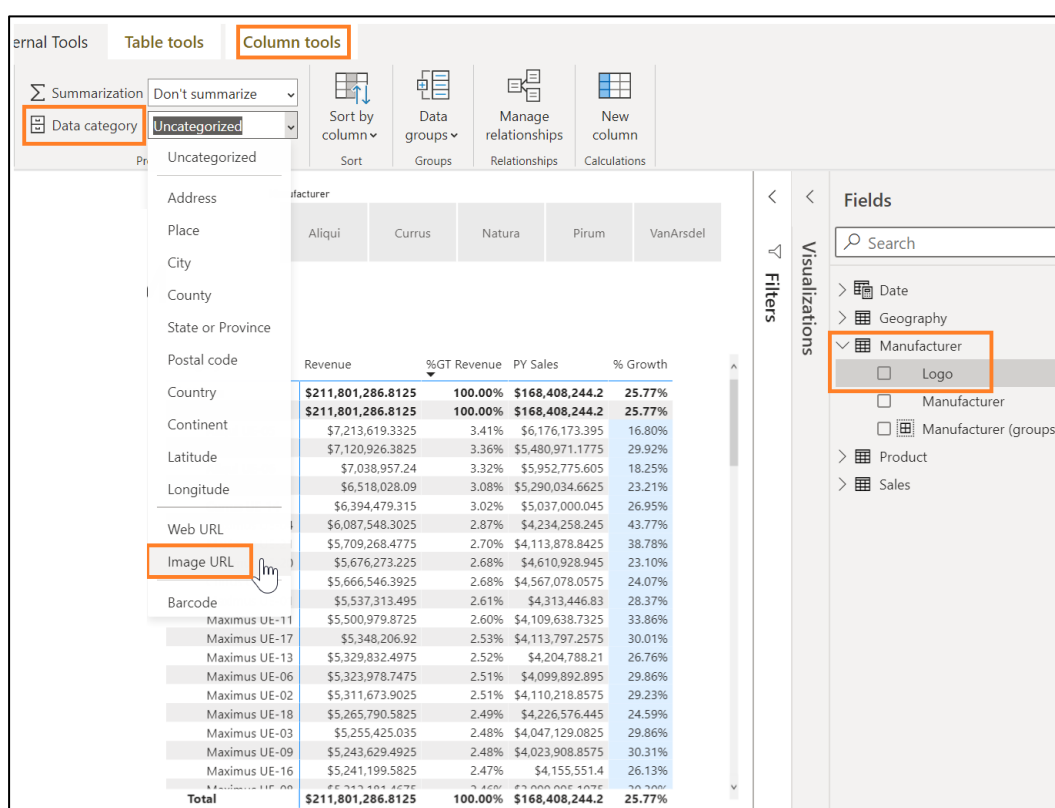 ernal Tools Table tools Column tools
Summarization Don't summarize
Data category Uncategorized
Sort by column
Data groups
Manage relationships
New column
Pr
Sort
Groups
Relationships
Calculations
Uncategorized
Address
Place
City
County
State or Province
Postal code
Country
Continent
Latitude
Longitude
Web URL
Image URL
Barcode
ufacturer
Aliqui Currus Natura Pirum VanArsdel
Revenue %GT Revenue PY Sales % Growth
$211,801,286.8125 100.00% $168,408,244.2 25.77%
$211,801,286.8125 100.00% $168,408,244.2 25.77%
$7,213,619.3325 3.41% $6,176,173.395 16.80%
$7,120,926.3825 3.36% $5,480,971.1775 29.92%
$7,038,957.24 3.32% $5,952,775.605 18.25%
$6,518,028.09 3.08% $5,290,034.6625 23.21%
$6,394,479.315 3.02% $5,037,000.045 26.95%
$6,087,548.3025 2.87% $4,234,258.245 43.77%
$5,709,268.4775 2.70% $4,113,878.8425 38.78%
$5,676,273.225 2.68% $4,610,928.945 23.10%
$5,666,546.3925 2.68% $4,567,078.0575 24.07%
$5,537,313.495 2.61% $4,313,446.83 28.37%
Maximus UE-11 $5,500,979.8725 2.60% $4,109,638.7325 33.86%
Maximus UE-17 $5,348,206.92 2.53% $4,113,797.2575 30.01%
Maximus UE-13 $5,329,832.4975 2.52% $4,204,788.21 26.76%
Maximus UE-06 $5,323,978.7475 2.51% $4,099,892.895 29.86%
Maximus UE-02 $5,311,673.9025 2.51% $4,110,218.8575 29.23%
Maximus UE-18 $5,265,790.5825 2.49% $4,226,576.445 24.59%
Maximus UE-03 $5,255,425.035 2.48% $4,047,129.0825 29.86%
Maximus UE-09 $5,243,629.4925 2.48% $4,023,908.8575 30.31%
Maximus UE-16 $5,241,199.5825 2.47% $4,155,551.4 26.13%
Total $211,801,286.8125 100.00% $168,408,244.2 25.77%
Filters
Visualizations
Fields
Search
Date
Geography
Manufacturer
Logo
Manufacturer
Manufacturer (groups
Product
Sales